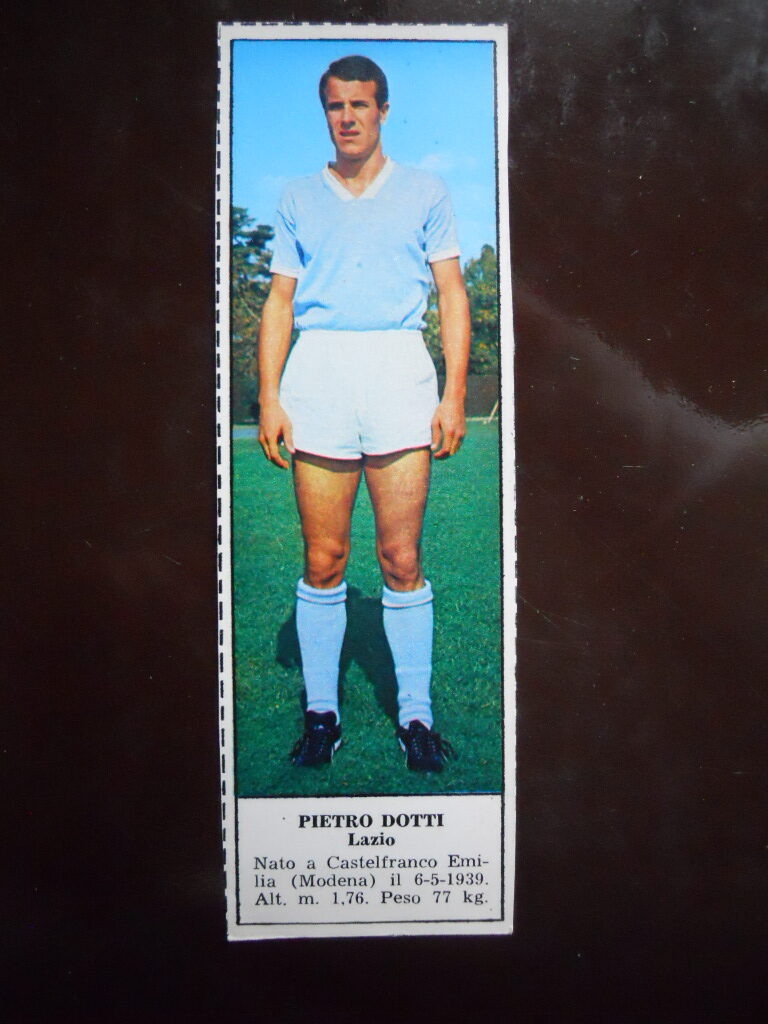 PIETRO DOTTI
Lazio
Nato a Castelfranco Emi-
lia (Modena) il 6-5-1939.
Alt. m. 1,76. Peso 77 kg.